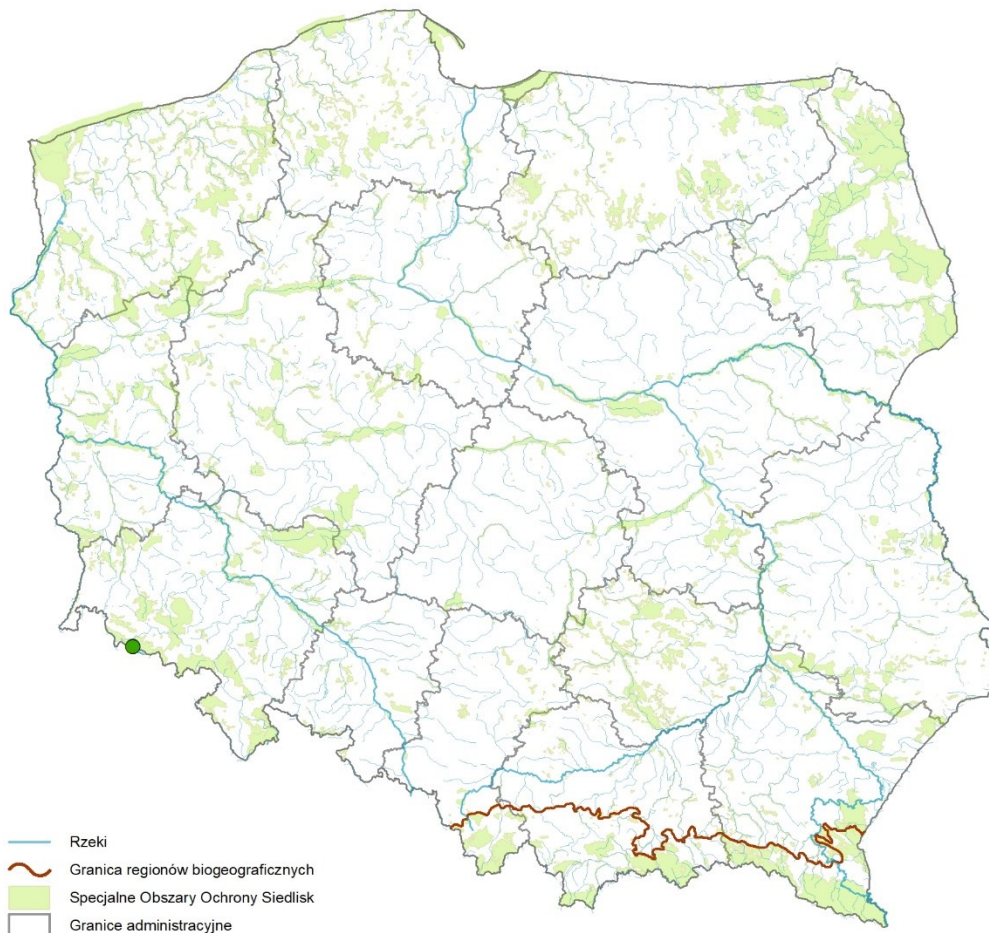 Rzeki
Granica regionów biogeograficznych
Specjalne Obszary Ochrony Siedlisk
Granice administracyjne